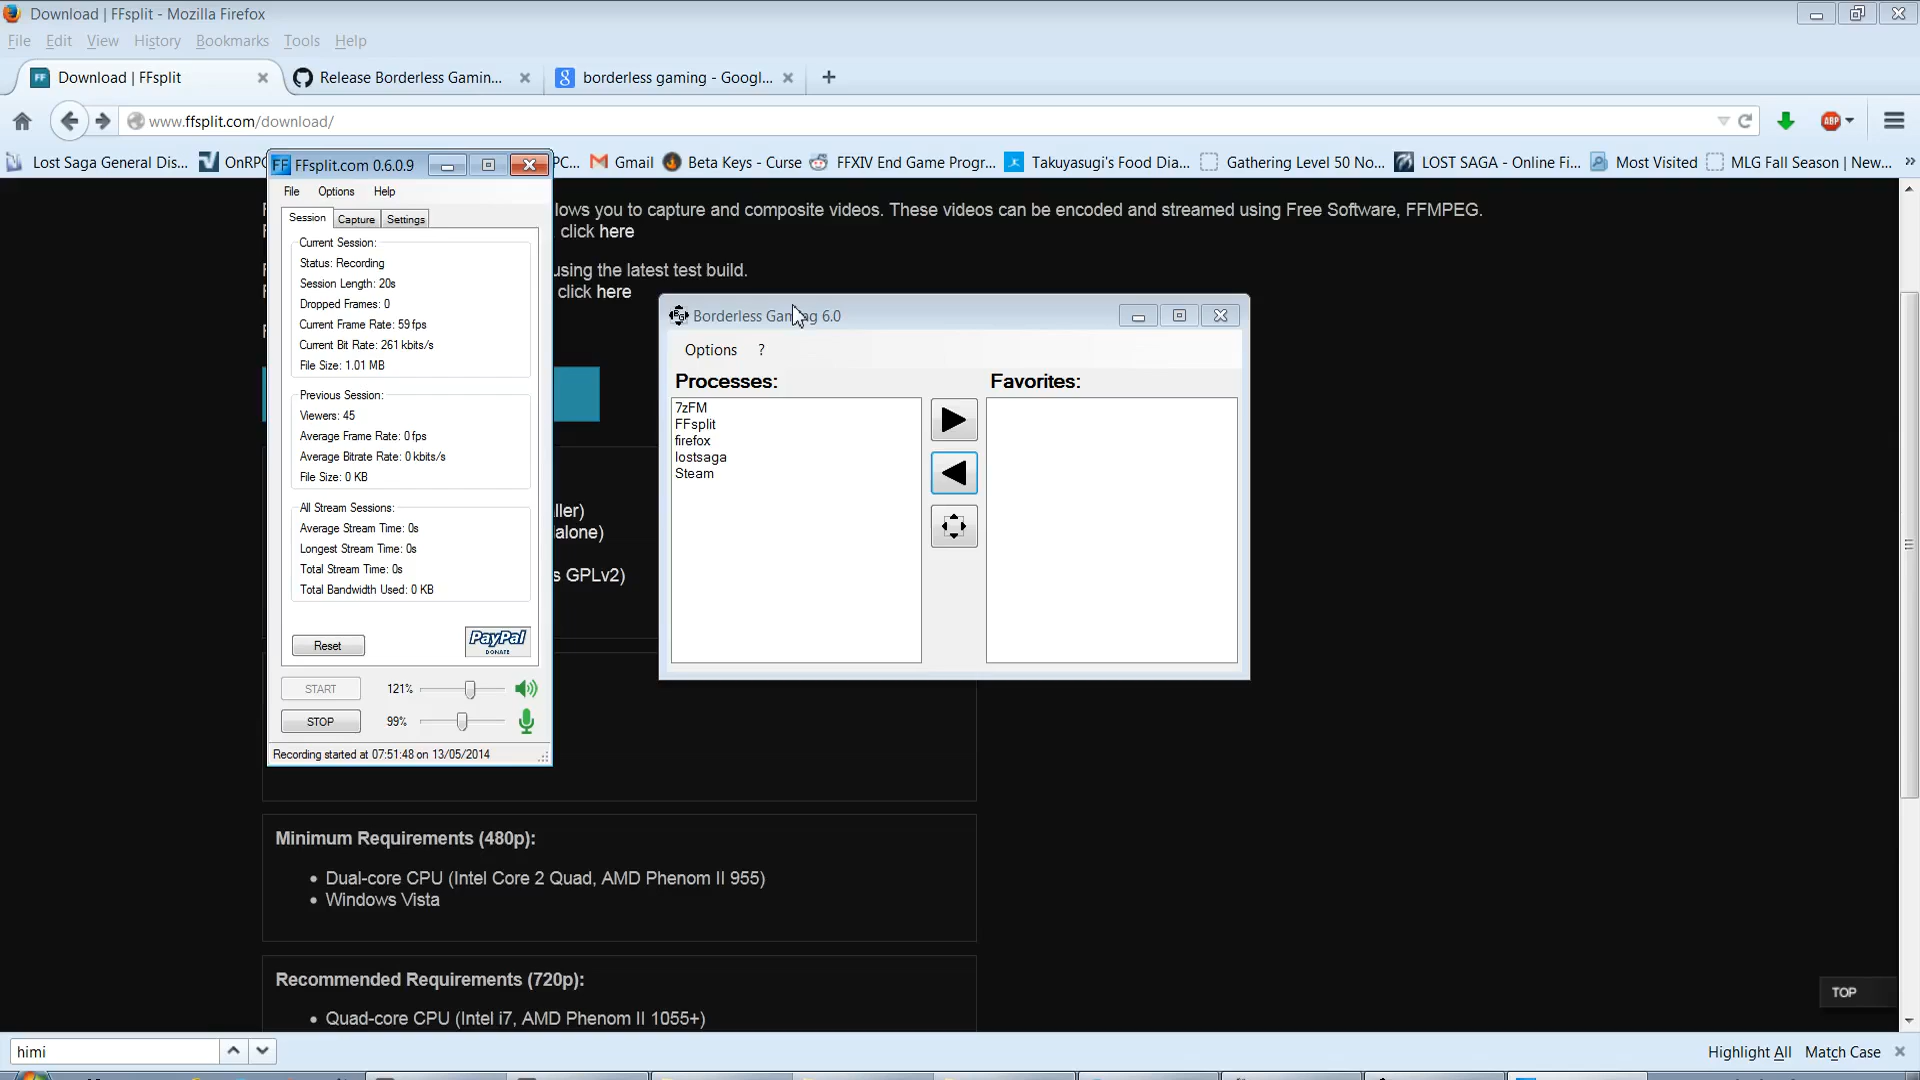 Download | FFsplit - Mozilla Firefox
File Edit View History Bookmarks Tools Help
FF Download | FFsplit
Release Borderless Gamin...
borderless gaming - Googl...
www.ffsplit.com/download/
ABP
Lost Saga General Dis...
OnRPG
PC...
Gmail
Beta Keys - Curse
FFXIV End Game Progr...
Takuyasugi's Food Dia...
Gathering Level 50 No...
LOST SAGA - Online Fi...
Most Visited
MLG Fall Season | New...
FF FFsplit.com 0.6.0.9
File Options Help
Session Capture Settings
Current Session:
Status: Recording
Session Length: 20s
Dropped Frames: 0
Current Frame Rate: 59 fps
Current Bit Rate: 261 kbits/s
File Size: 1.01 MB
Previous Session:
Viewers: 45
Average Frame Rate: 0 fps
Average Bitrate Rate: 0 kbits/s
File Size: 0 KB
All Stream Sessions:
Average Stream Time: 0s
Longest Stream Time: 0s
Total Stream Time: 0s
Total Bandwidth Used: 0 KB
Reset
PayPal
DONATE
START 121%
STOP 99%
Recording started at 07:51:48 on 13/05/2014
lows you to capture and composite videos. These videos can be encoded and streamed using Free Software, FFMPEG.
click here
using the latest test build.
click here
ller)
alone)
s GPLv2)
Borderless Gaming 6.0
Options ?
Processes:
7zFM
FFsplit
firefox
lostsaga
Steam
Favorites:
Minimum Requirements (480p):
• Dual-core CPU (Intel Core 2 Quad, AMD Phenom II 955)
• Windows Vista
Recommended Requirements (720p):
• Quad-core CPU (Intel i7, AMD Phenom II 1055+)
TOP
himi
Highlight All Match Case